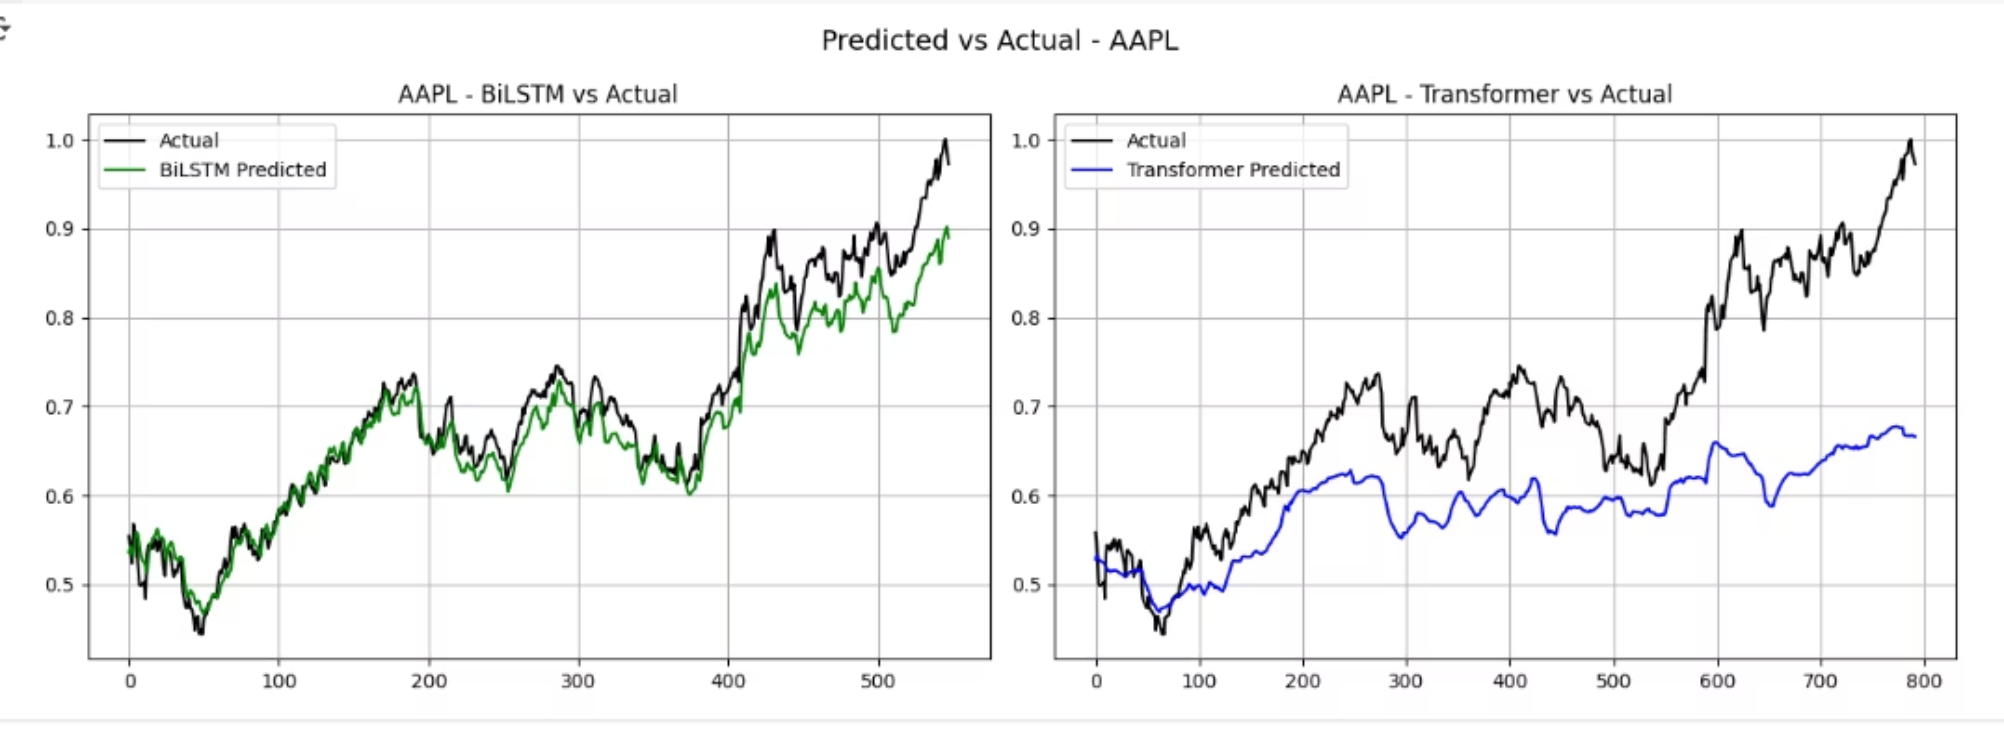 Predicted vs Actual - AAPL
AAPL - BiLSTM vs Actual
Actual
BiLSTM Predicted
1.0
0.9
0.8
0.7
0.6
0.5
0 100 200 300 400 500
AAPL - Transformer vs Actual
Actual
Transformer Predicted
1.0
0.9
0.8
0.7
0.6
0.5
0 100 200 300 400 500 600 700 800